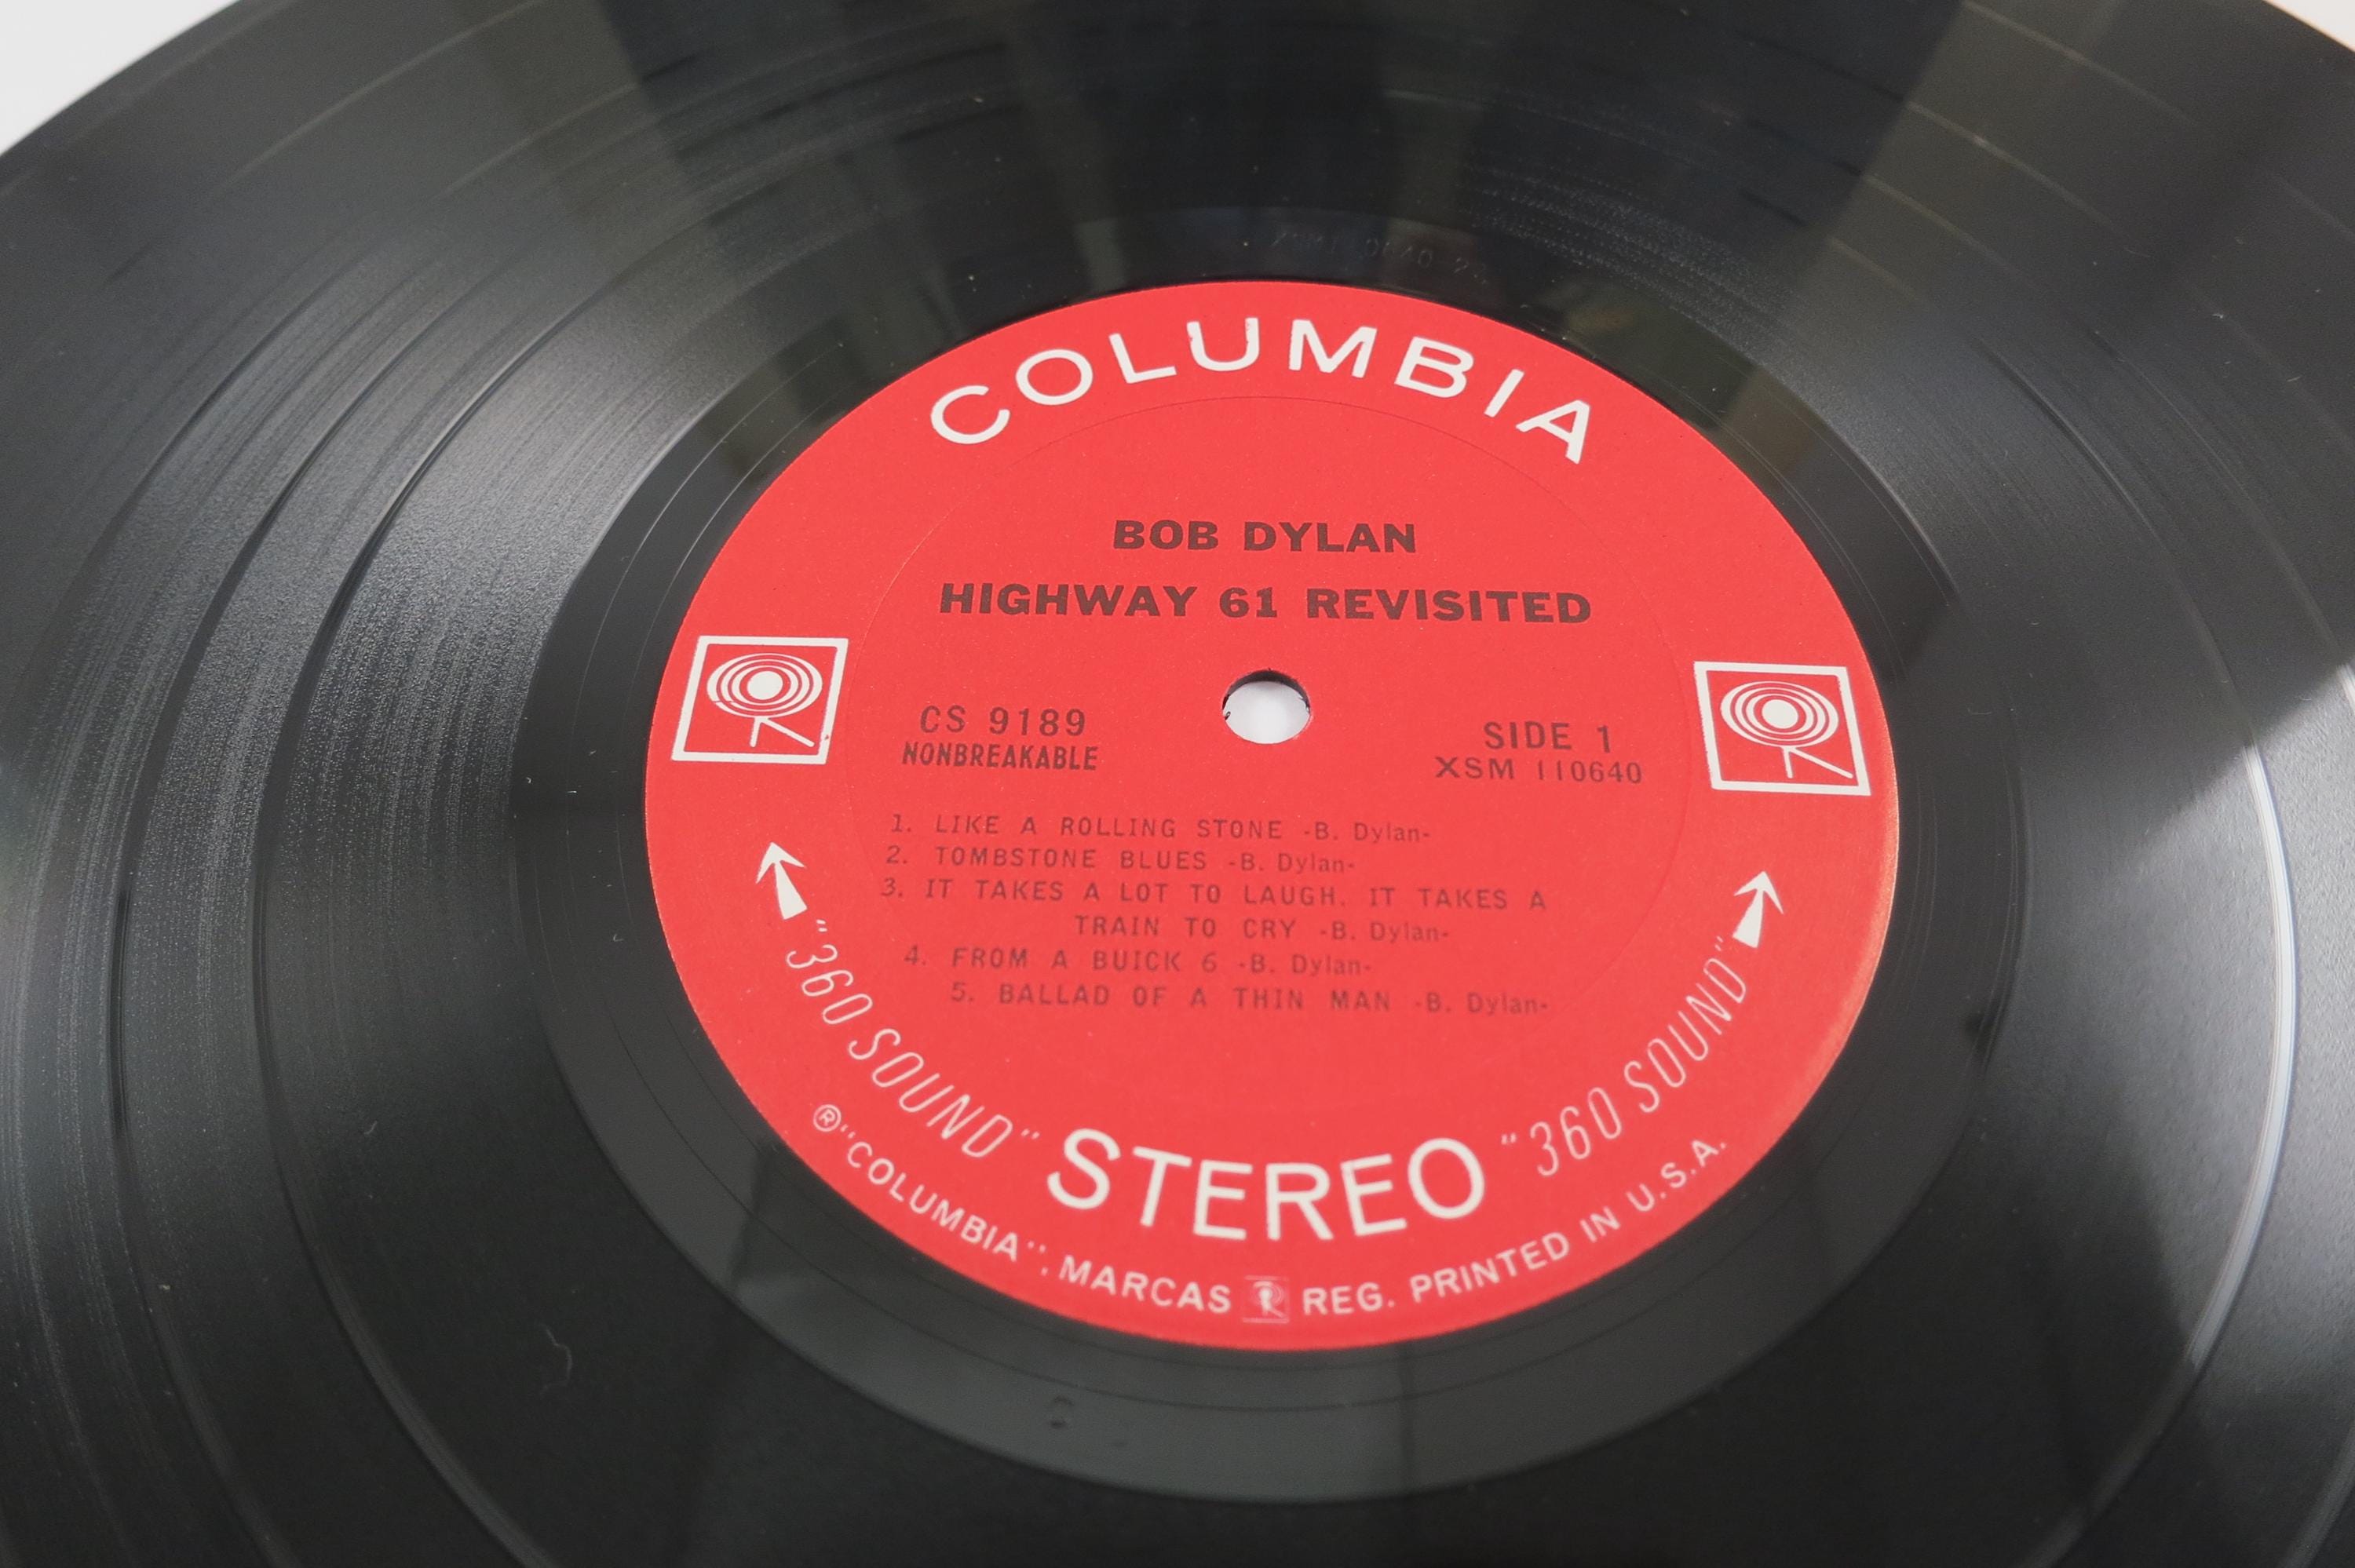 COLUMBIA
BOB DYLAN
HIGHWAY 61 REVISITED
CS 9189
NONBREAKABLE
SIDE 1
XSM 110640
1. LIKE A ROLLING STONE -B. Dylan-
2. TOMBSTONE BLUES -B. Dylan-
3. IT TAKES A LOT TO LAUGH. IT TAKES A
TRAIN TO CRY -B. Dylan-
4. FROM A BUICK 6 -B. Dylan-
5. BALLAD OF A THIN MAN -B. Dylan-
"360 SOUND" STEREO "360 SOUND"
®"COLUMBIA", MARCAS REG. PRINTED IN U.S.A.